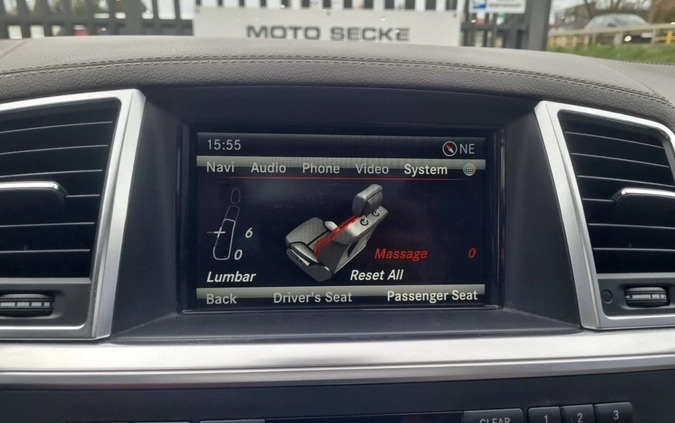 MOTO SECKE
15:55 NE
Navi Audio Phone Video System
6
0
Massage 0
Lumbar Reset All
Back Driver's Seat Passenger Seat
CLEAR 1 2 3